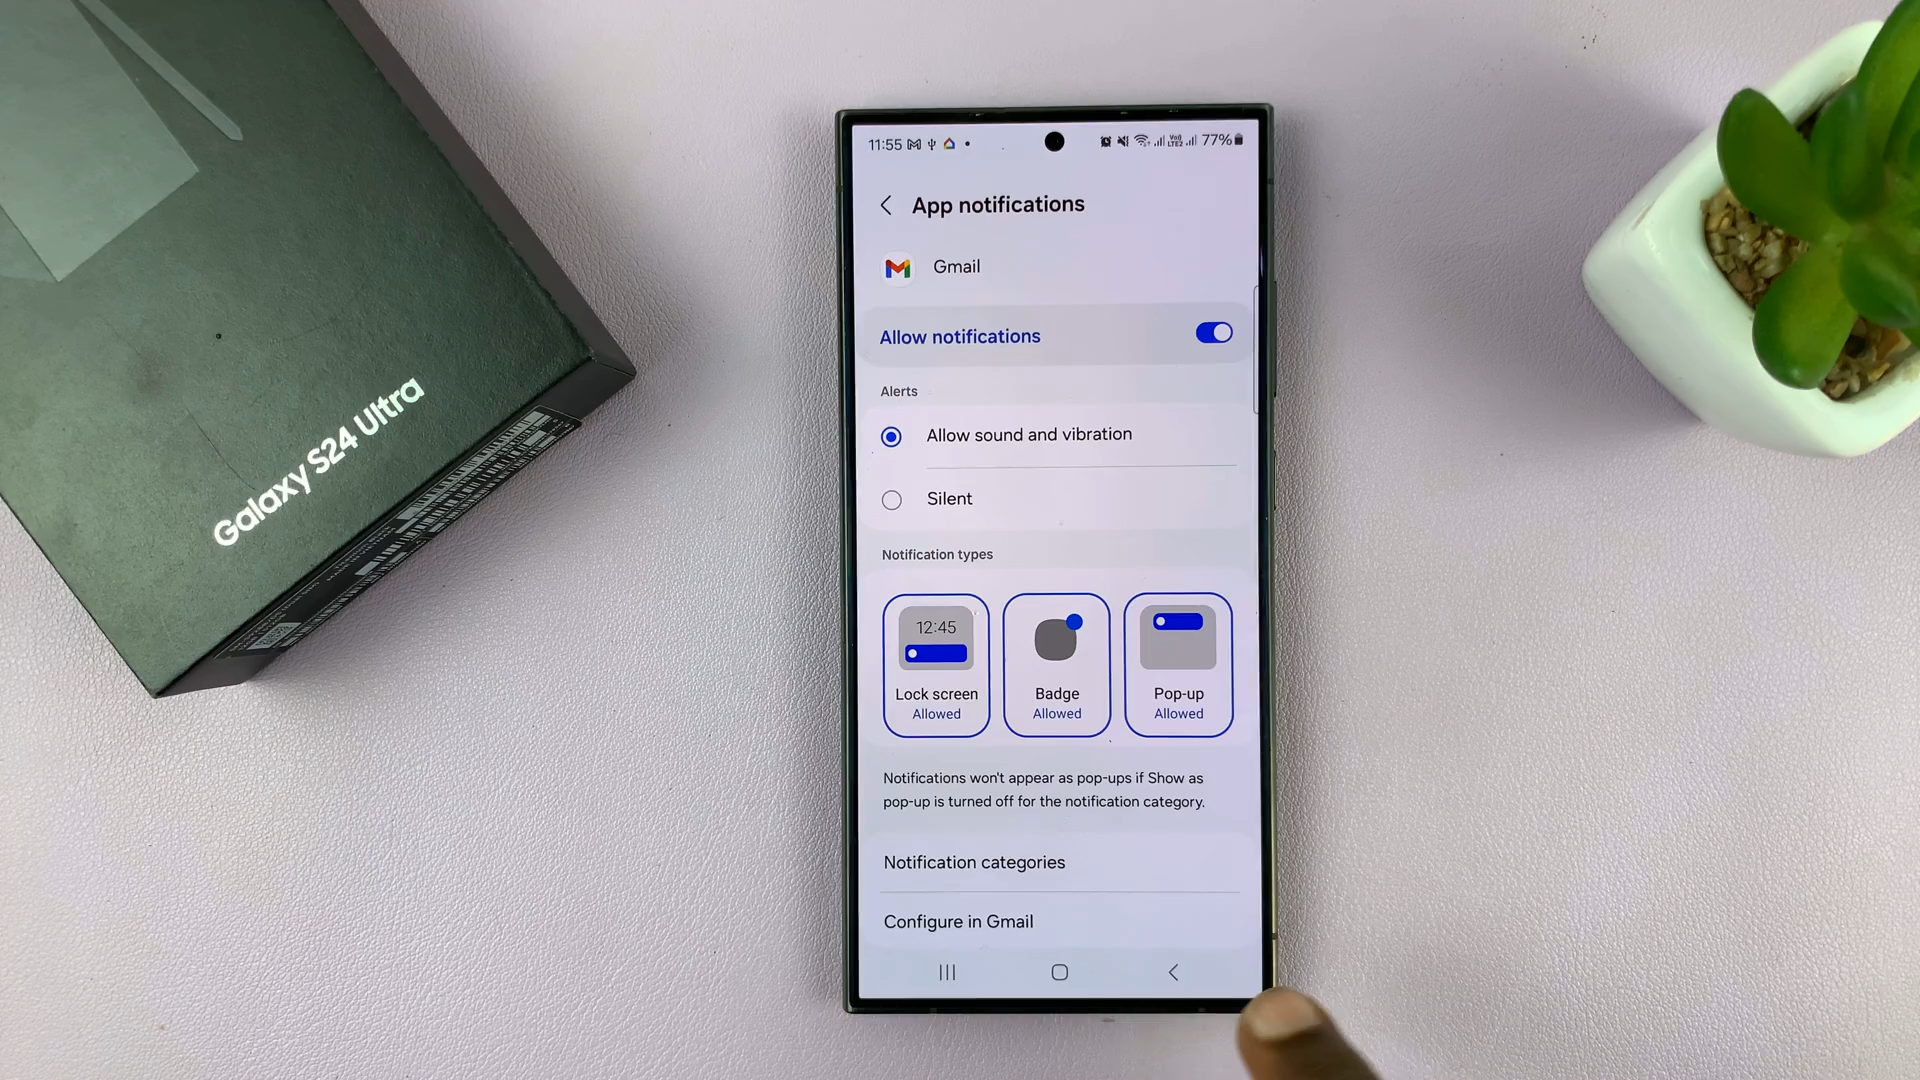 Galaxy S24 Ultra
11:55
77%
App notifications
Gmail
Allow notifications
Alerts
Allow sound and vibration
Silent
Notification types
12:45
Lock screen
Allowed
Badge
Allowed
Pop-up
Allowed
Notifications won't appear as pop-ups if Show as
pop-up is turned off for the notification category.
Notification categories
Configure in Gmail